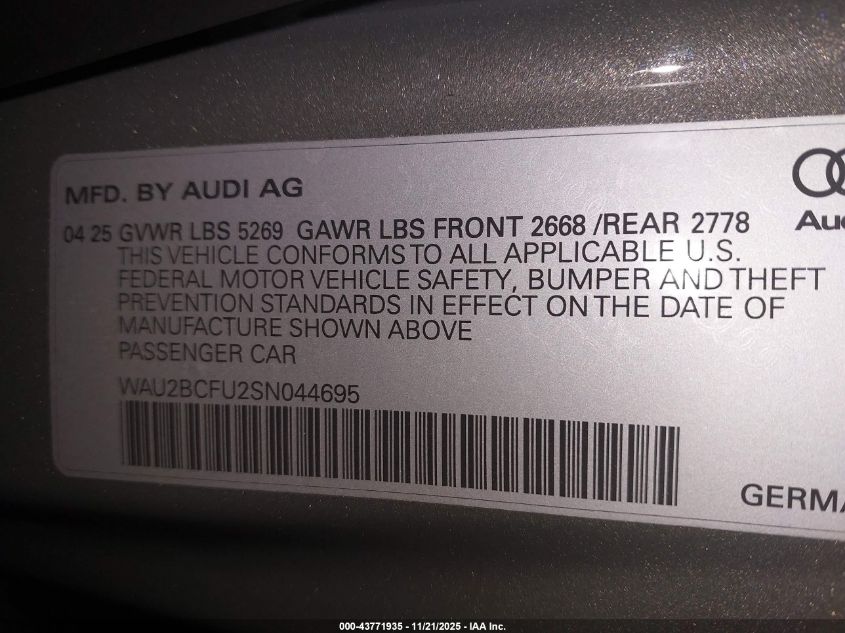 MFD. BY AUDI AG
04 25 GVWR LBS 5269 GAWR LBS FRONT 2668 /REAR 2778
THIS VEHICLE CONFORMS TO ALL APPLICABLE U.S.
FEDERAL MOTOR VEHICLE SAFETY, BUMPER AND THEFT
PREVENTION STANDARDS IN EFFECT ON THE DATE OF
MANUFACTURE SHOWN ABOVE
PASSENGER CAR
WAU2BCFU2SN044695
Aud
GERMA
000-43771935 - 11/21/2025 - IAA Inc.